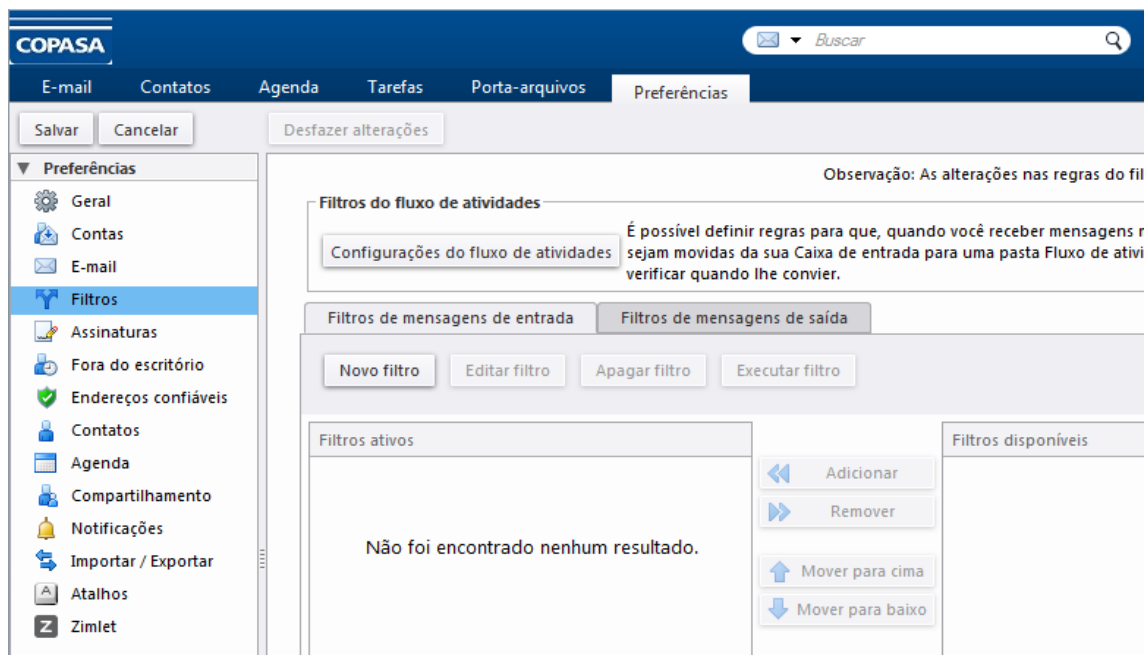 COPASA
Buscar
E-mail Contatos Agenda Tarefas Porta-arquivos Preferências
Salvar Cancelar Desfazer alterações
Preferências
Geral
Contas
E-mail
Filtros
Assinaturas
Fora do escritório
Endereços confiáveis
Contatos
Agenda
Compartilhamento
Notificações
Importar / Exportar
Atalhos
Zimlet
Observação: As alterações nas regras do fil
Filtros do fluxo de atividades
Configurações do fluxo de atividades
É possível definir regras para que, quando você receber mensagens
sejam movidas da sua Caixa de entrada para uma pasta Fluxo de ativi
verificar quando lhe convier.
Filtros de mensagens de entrada Filtros de mensagens de saída
Novo filtro Editar filtro Apagar filtro Executar filtro
Filtros ativos
Não foi encontrado nenhum resultado.
Adicionar
Remover
Mover para cima
Mover para baixo
Filtros disponíveis
A
Z